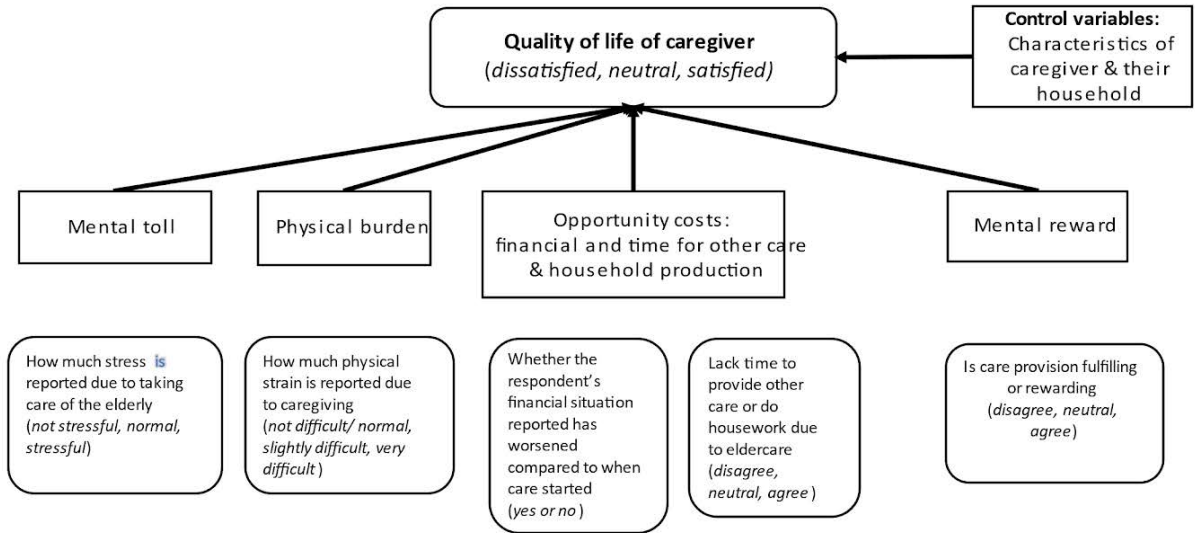 Quality of life of caregiver
(dissatisfied, neutral, satisfied)
Control variables:
Characteristics of
caregiver & their
household
Mental toll
Physical burden
Opportunity costs:
financial and time for other care
& household production
Mental reward
How much stress is
reported due to taking
care of the elderly
(not stressful, normal,
stressful)
How much physical
strain is reported due
to caregiving
(not difficult/ normal,
slightly difficult, very
difficult )
Whether the
respondent’s
financial situation
reported has
worsened
compared to when
care started
(yes or no )
Lack time to
provide other
care or do
housework due
to eldercare
(disagree,
neutral, agree )
Is care provision fulfilling
or rewarding
(disagree, neutral,
agree )